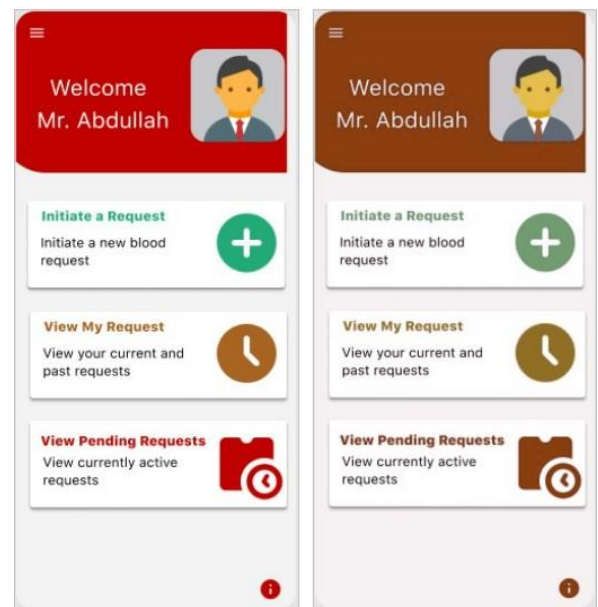 Welcome
Mr. Abdullah
Initiate a Request
Initiate a new blood
request
View My Request
View your current and
past requests
View Pending Requests
View currently active
requests
Welcome
Mr. Abdullah
Initiate a Request
Initiate a new blood
request
View My Request
View your current and
past requests
View Pending Requests
View currently active
requests